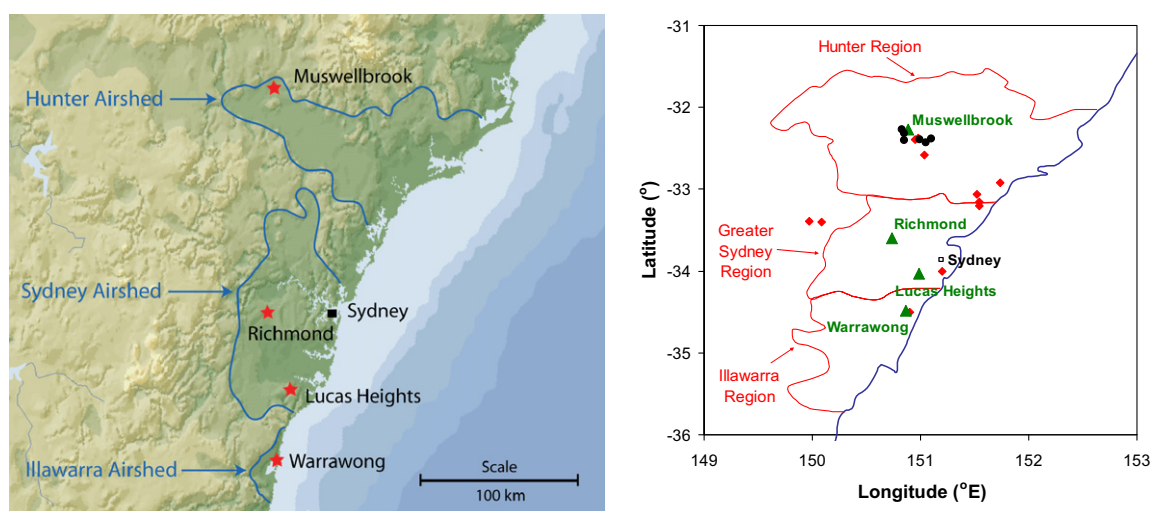 Muswellbrook
Hunter Airshed
Sydney Airshed
Sydney
Richmond
Lucas Heights
Illawarra Airshed
Warrawong
Scale
100 km
-31
-32
-33
-34
-35
-36
Latitude (°)
149
150
151
152
153
Longitude (°E)
Hunter Region
Muswellbrook
Richmond
Greater
Sydney
Region
Sydney
Lucas Heights
Warrawong
Illawarra
Region